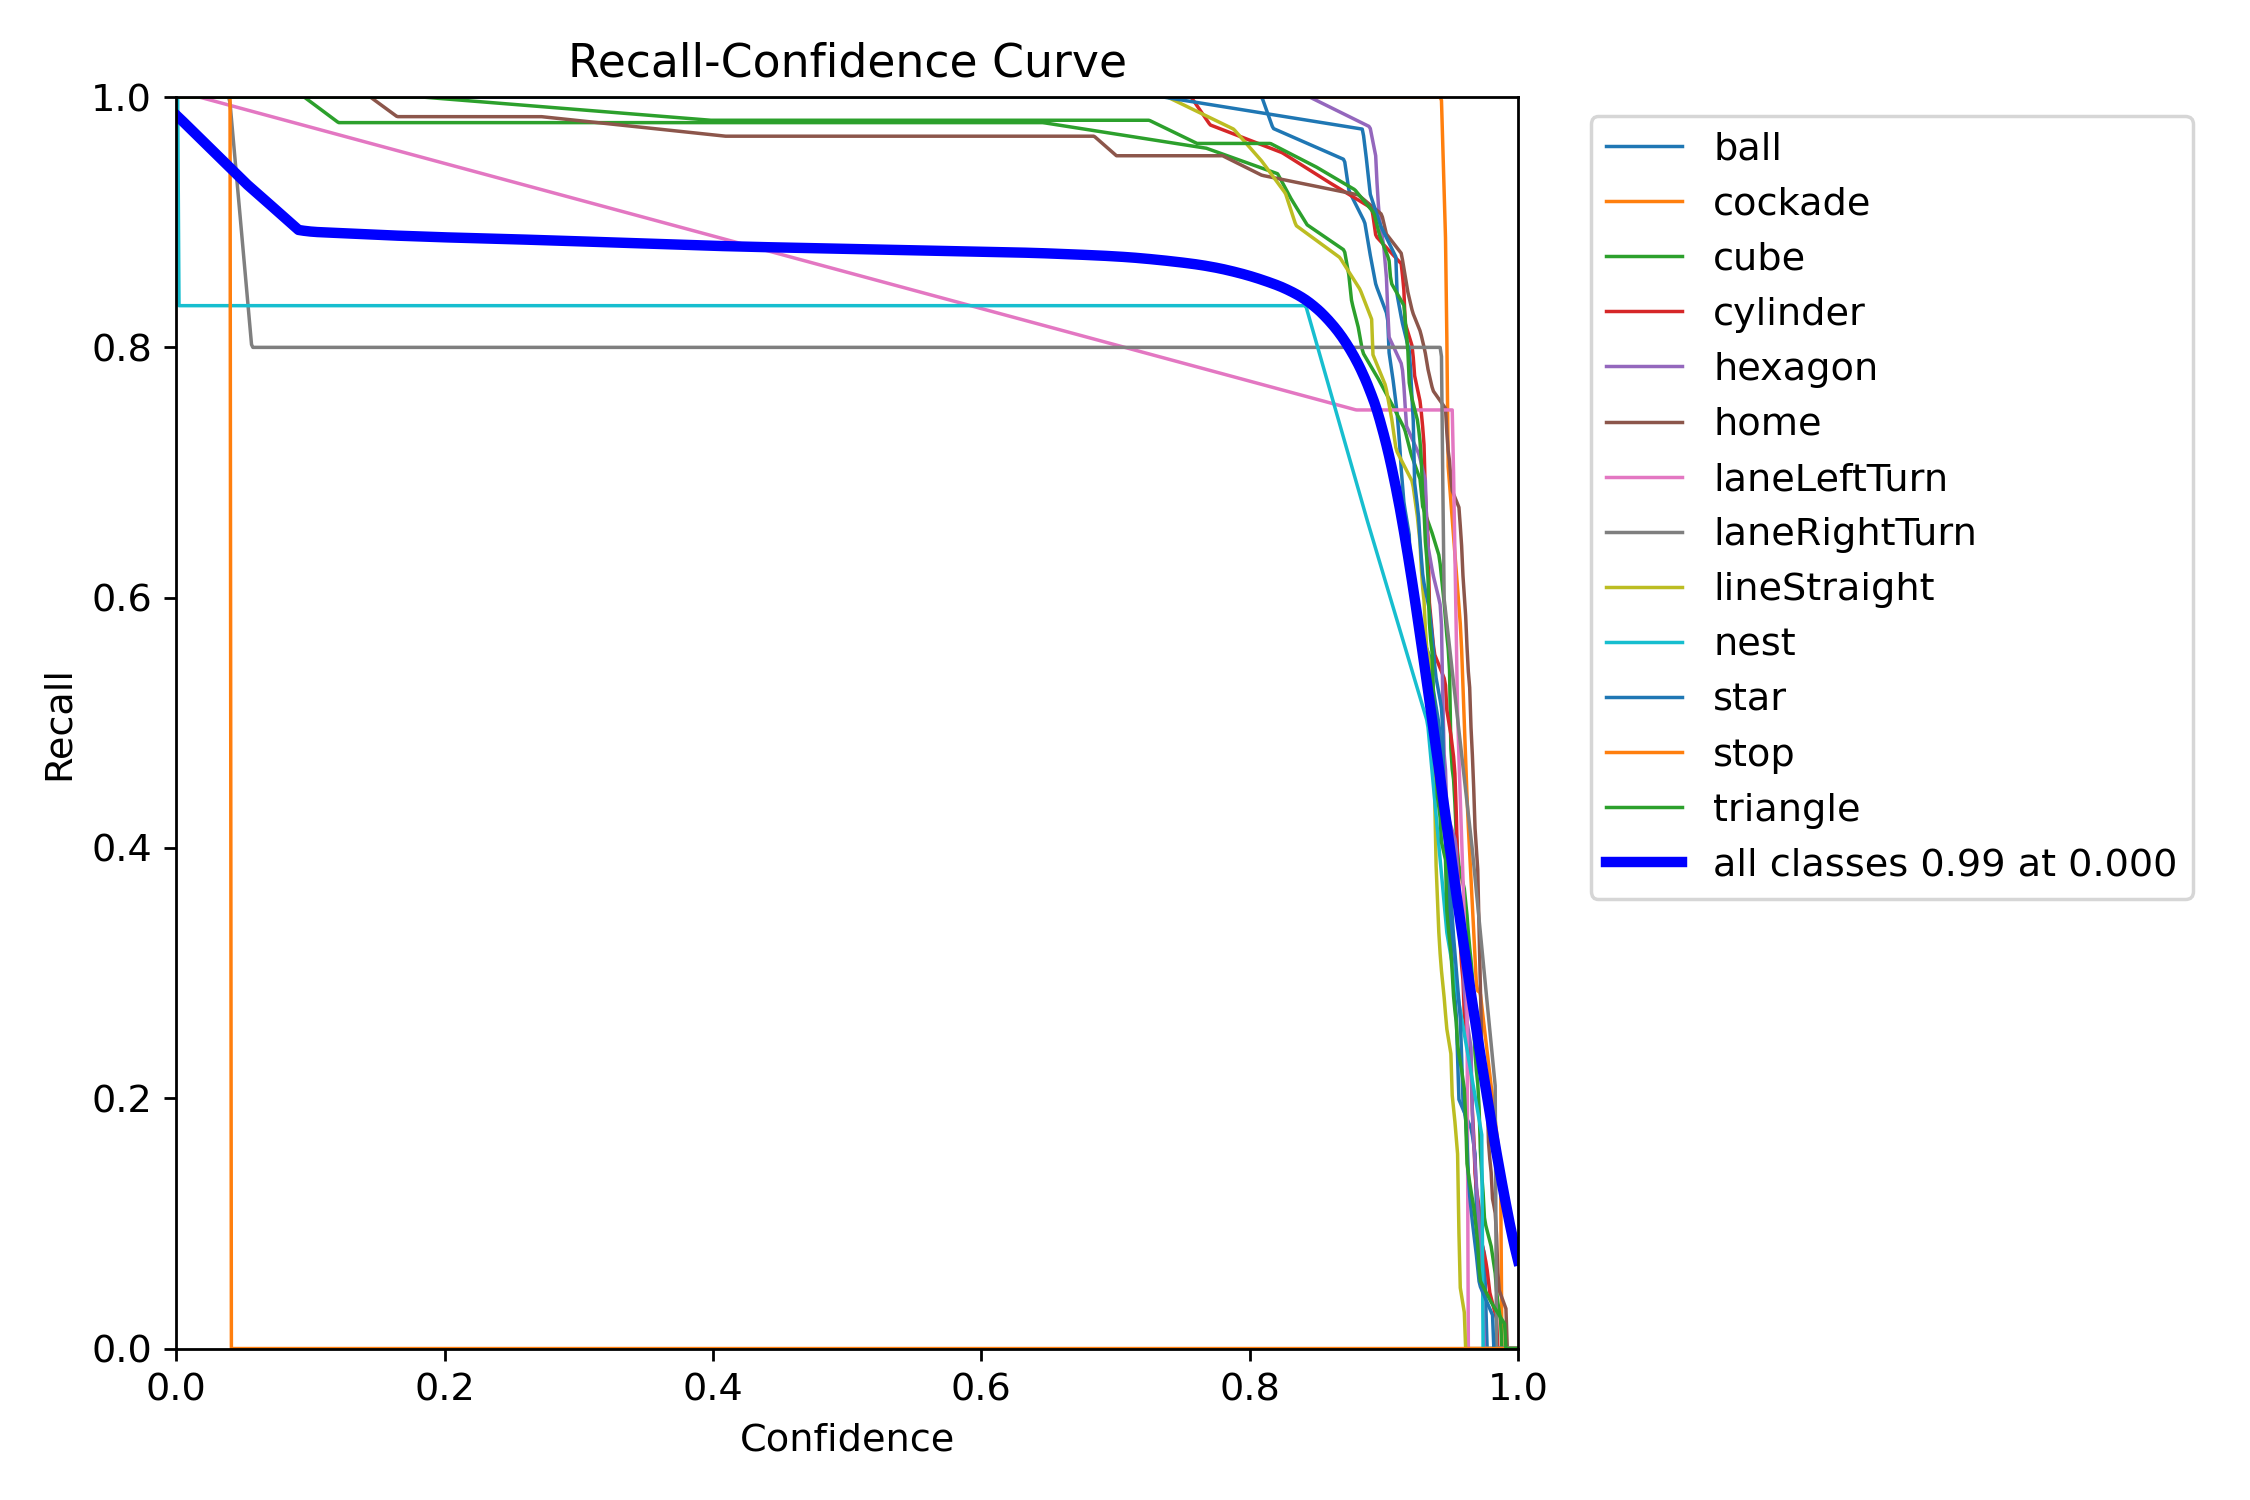 Recall-Confidence Curve
1.0
0.8
0.6
0.4
0.2
0.0
Recall
0.0 0.2 0.4 0.6 0.8 1.0
Confidence
ball
cockade
cube
cylinder
hexagon
home
laneLeftTurn
laneRightTurn
lineStraight
nest
star
stop
triangle
all classes 0.99 at 0.000